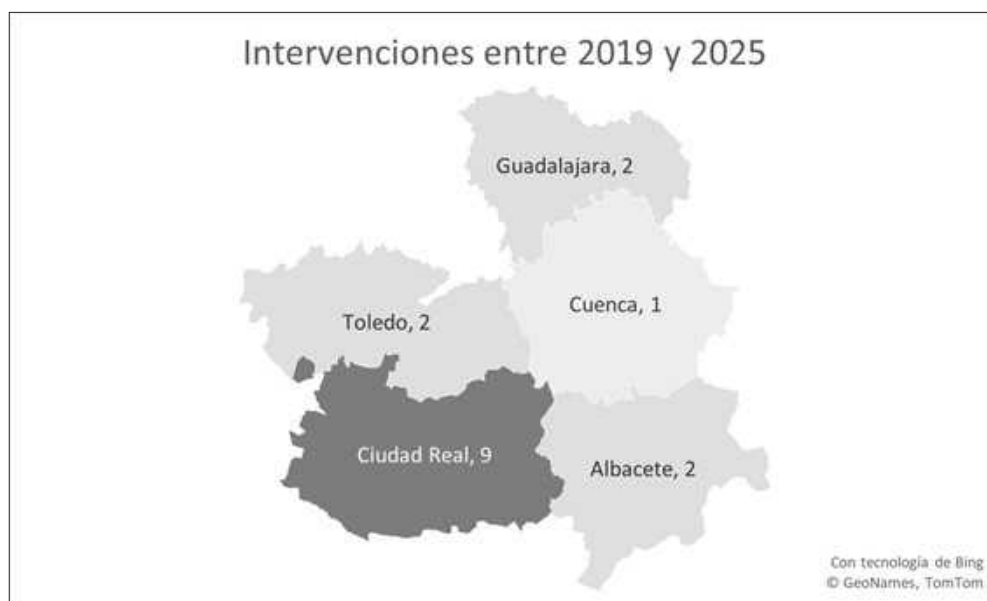 Intervenciones entre 2019 y 2025
Guadalajara, 2
Cuenca, 1
Toledo, 2
Ciudad Real, 9
Albacete, 2
Con tecnología de Bing
© GeoNames, TomTom